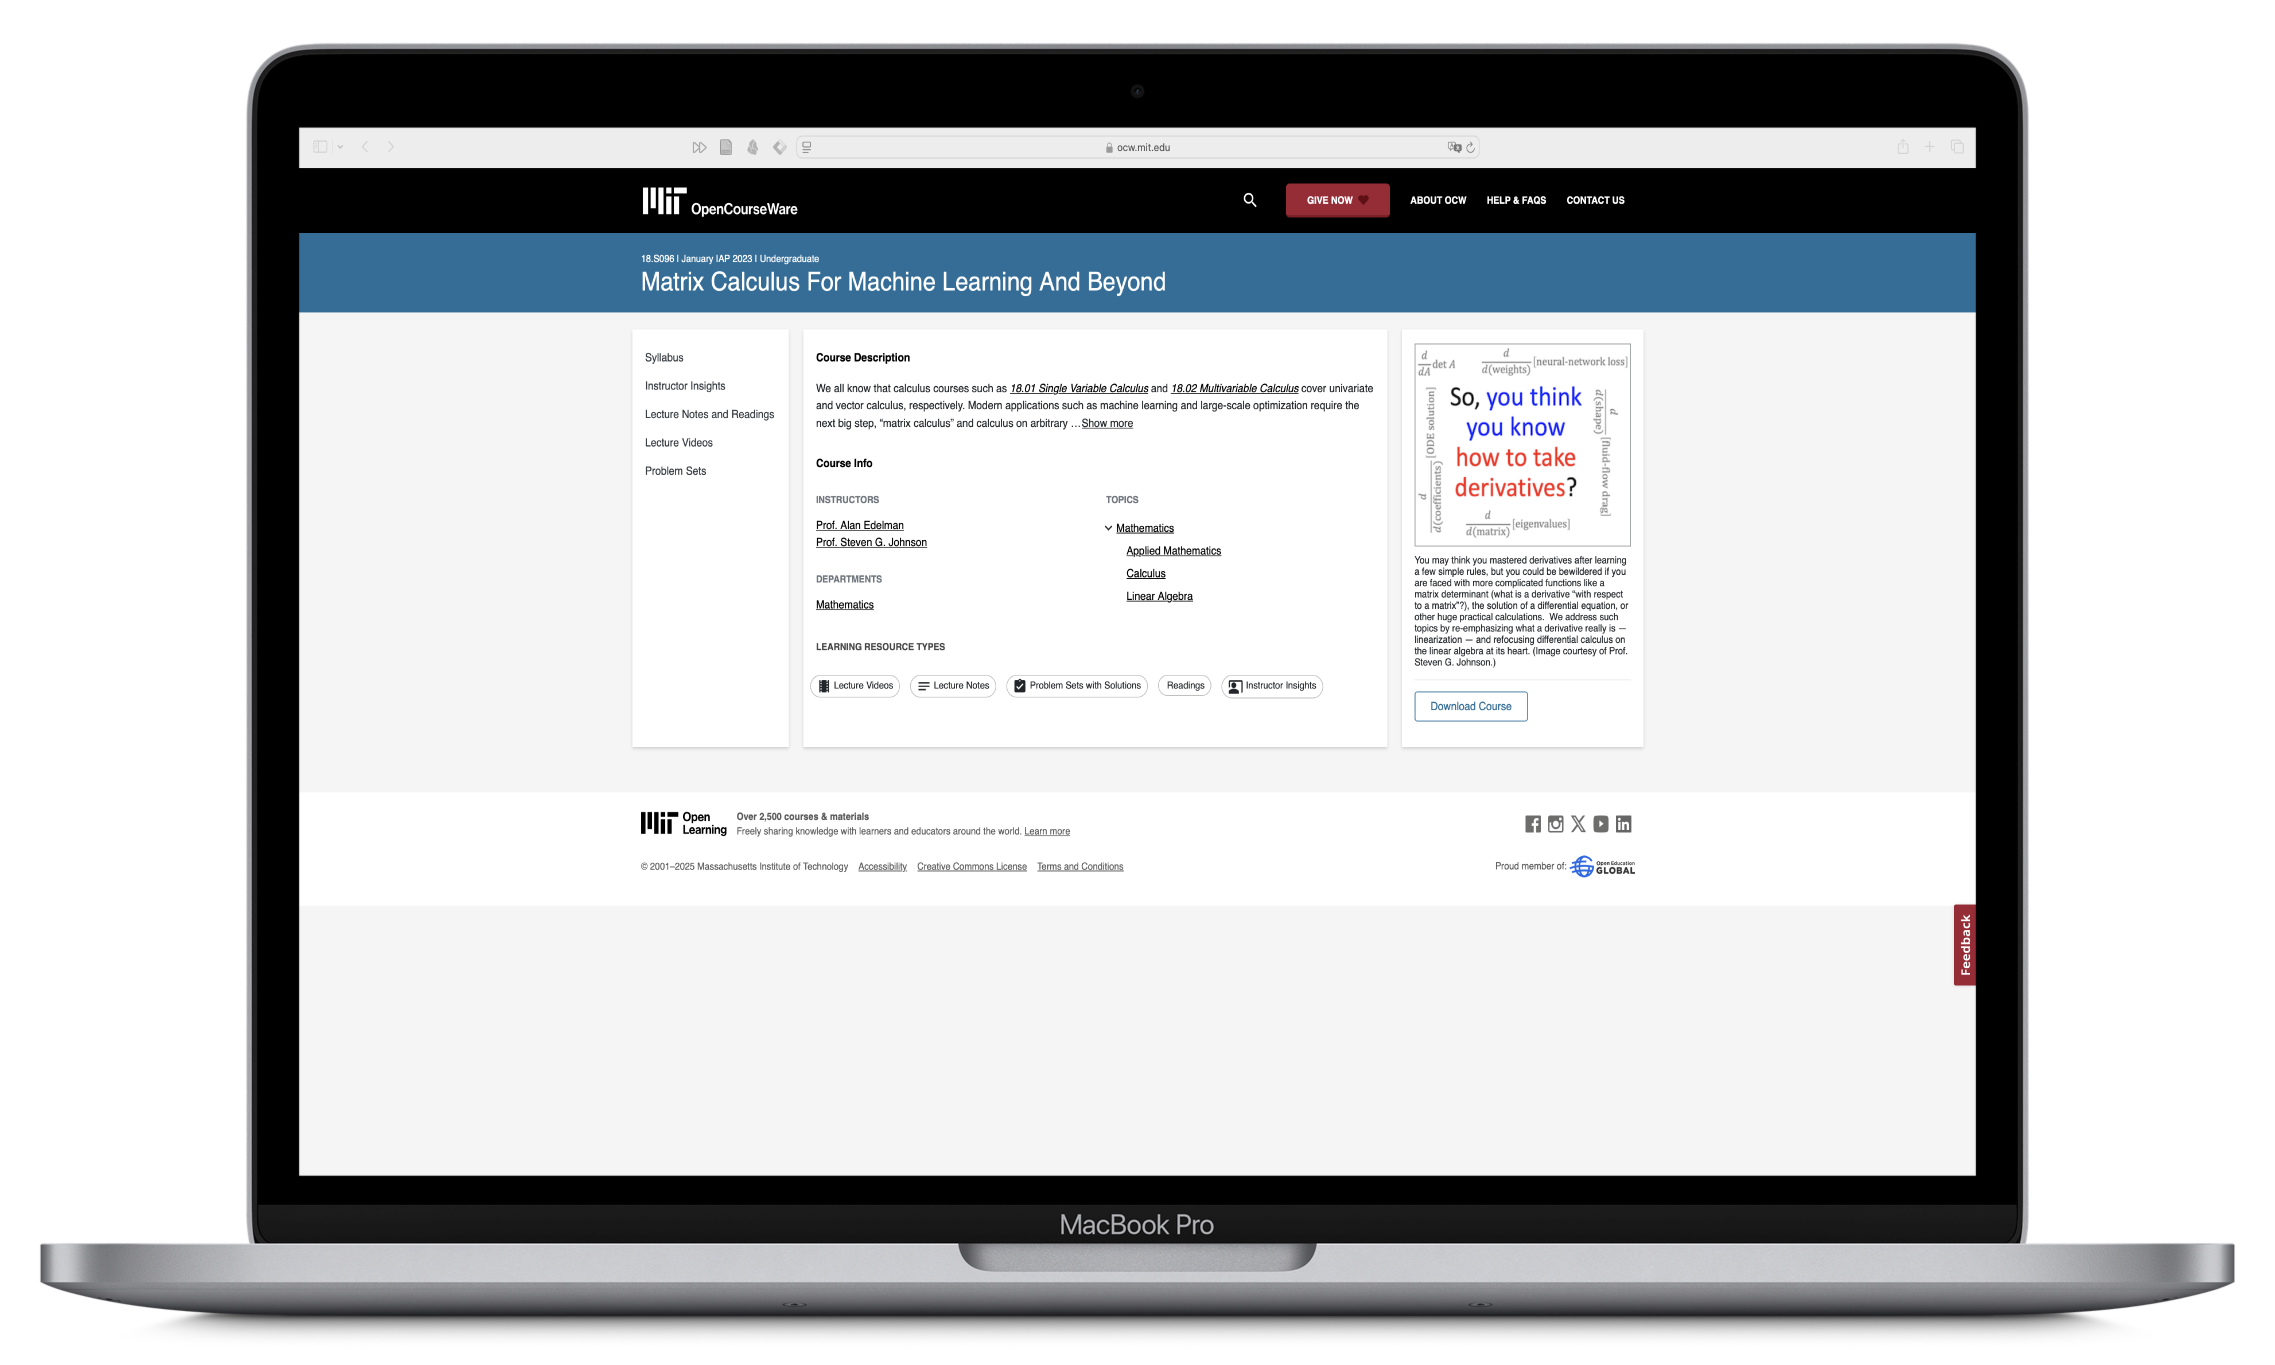 ocw.mit.edu
MIT OpenCourseWare
GIVE NOW
ABOUT OCW
HELP & FAQS
CONTACT US
18.S096 | January IAP 2023 | Undergraduate
Matrix Calculus For Machine Learning And Beyond
Syllabus
Instructor Insights
Lecture Notes and Readings
Lecture Videos
Problem Sets
Course Description
We all know that calculus courses such as 18.01 Single Variable Calculus and 18.02 Multivariable Calculus cover univariate
and vector calculus, respectively. Modern applications such as machine learning and large-scale optimization require the
next big step, “matrix calculus” and calculus on arbitrary … Show more
Course Info
INSTRUCTORS
Prof. Alan Edelman
Prof. Steven G. Johnson
DEPARTMENTS
Mathematics
TOPICS
Mathematics
Applied Mathematics
Calculus
Linear Algebra
LEARNING RESOURCE TYPES
Lecture Videos
Lecture Notes
Problem Sets with Solutions
Readings
Instructor Insights
d/dA det A
d/d(weights) [neural-network loss]
d/d(coefficients) [ODE solution]
So, you think
you know
how to take
derivatives?
d/d(shape) [fluid-flow drag]
d/d(matrix) [eigenvalues]
You may think you mastered derivatives after learning
a few simple rules, but you could be bewildered if you
are faced with more complicated functions like a
matrix determinant (what is a derivative “with respect
to a matrix”?), the solution of a differential equation, or
other huge practical calculations. We address such
topics by re-emphasizing what a derivative really is —
linearization — and refocusing differential calculus on
the linear algebra at its heart. (Image courtesy of Prof.
Steven G. Johnson.)
Download Course
MIT Open
Learning
Over 2,500 courses & materials
Freely sharing knowledge with learners and educators around the world. Learn more
© 2001–2025 Massachusetts Institute of Technology
Accessibility
Creative Commons License
Terms and Conditions
Proud member of:
Open Education
GLOBAL
Feedback
MacBook Pro